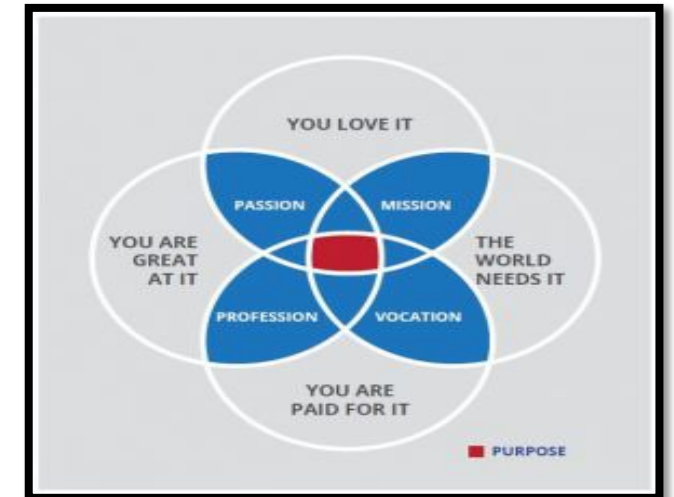 YOU LOVE IT
PASSION
MISSION
YOU ARE
GREAT
AT IT
THE
WORLD
NEEDS IT
PROFESSION
VOCATION
YOU ARE
PAID FOR IT
PURPOSE